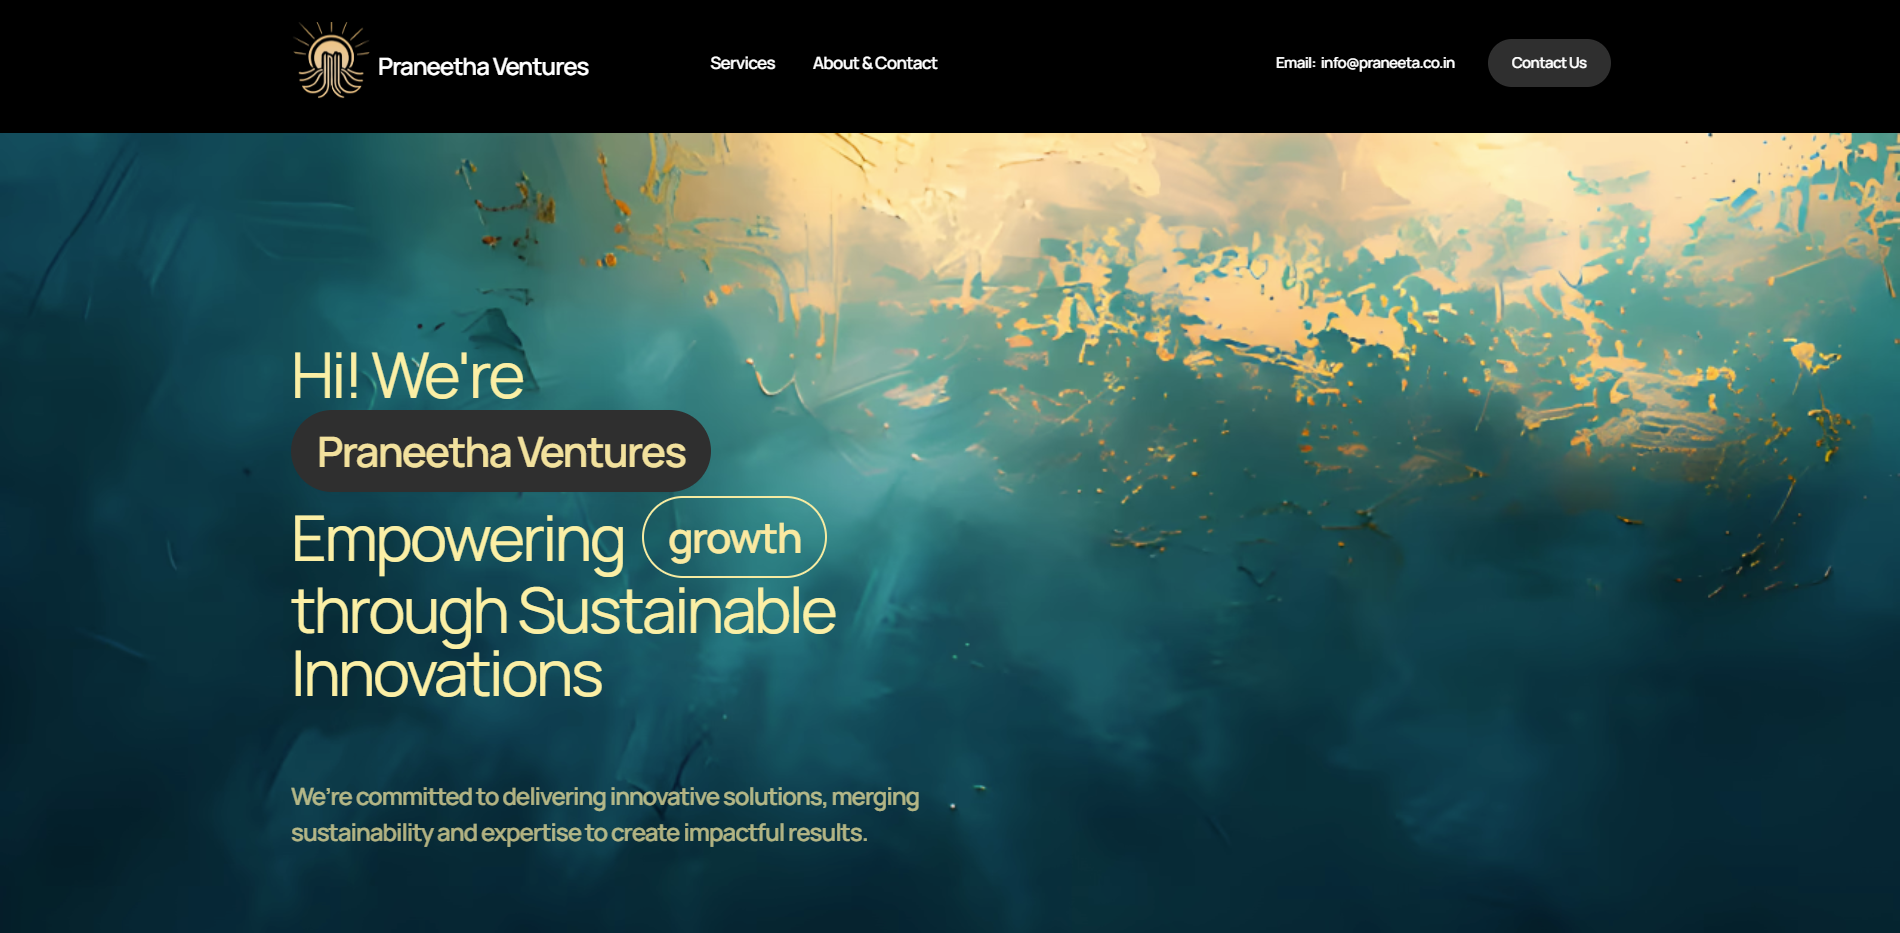 Praneetha Ventures
Services
About & Contact
Email: info@praneeta.co.in
Contact Us
Hi! We're
Praneetha Ventures
Empowering growth
through Sustainable
Innovations
We’re committed to delivering innovative solutions, merging
sustainability and expertise to create impactful results.